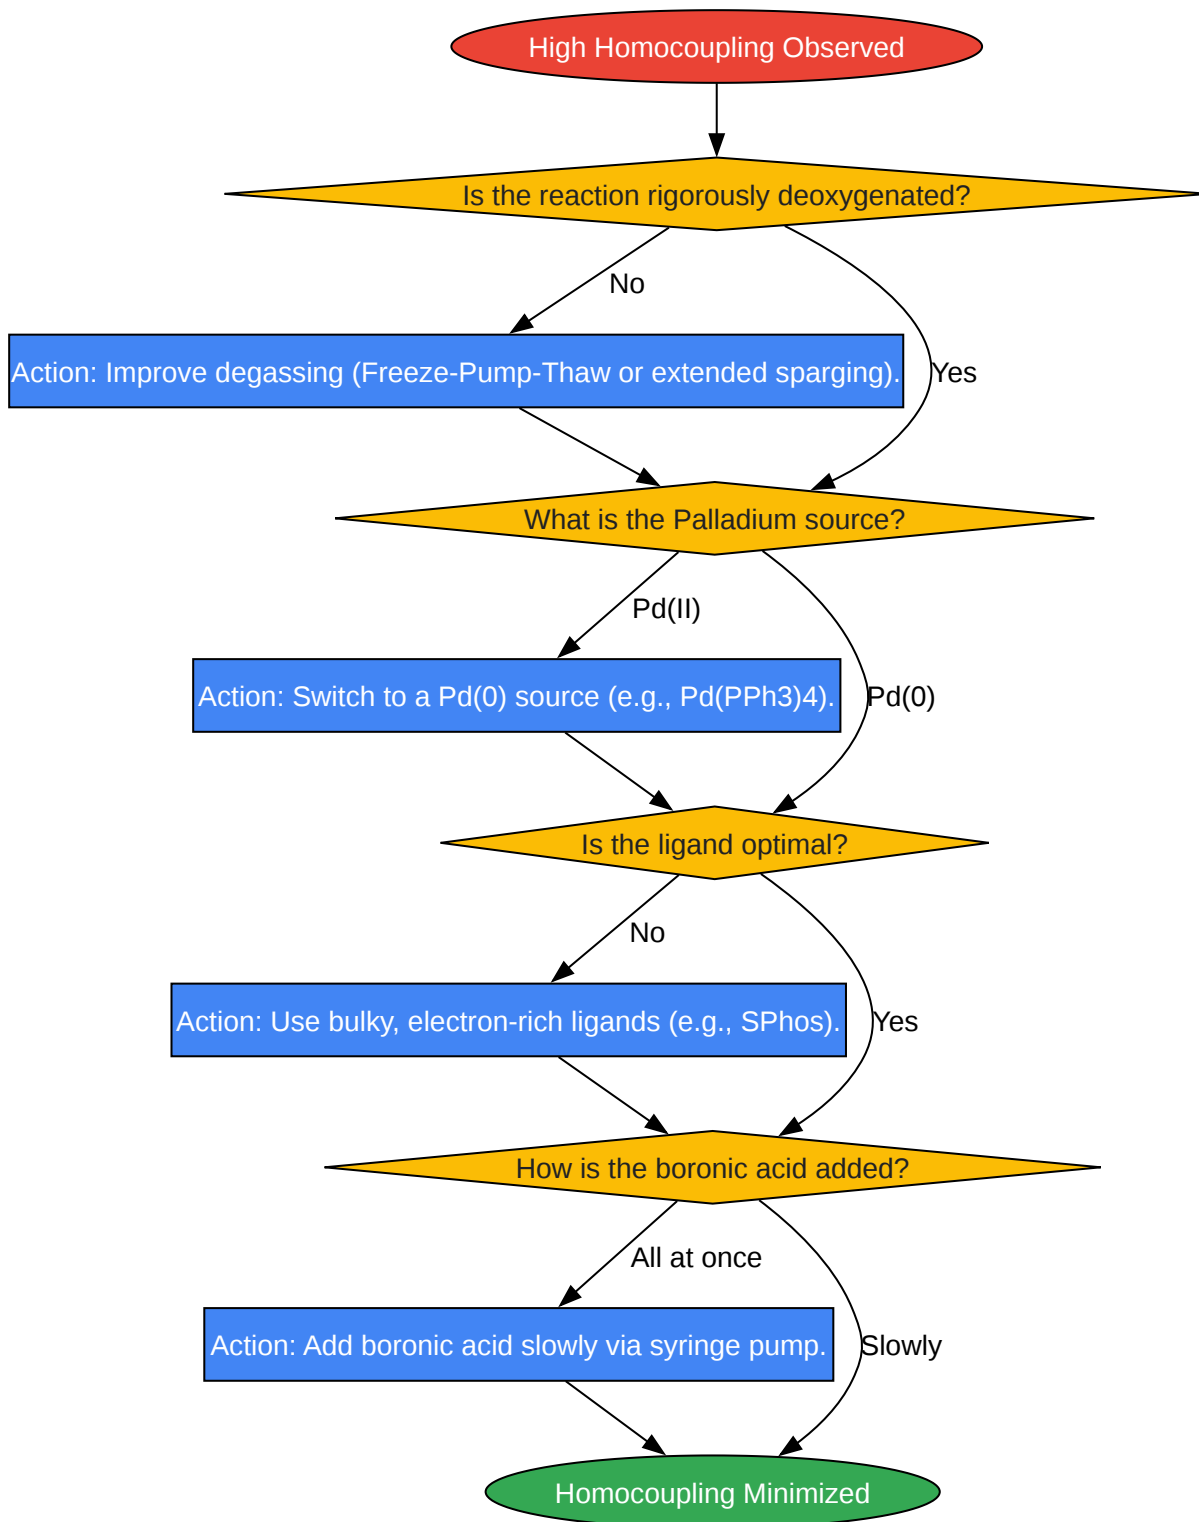 High Homocoupling Observed
Is the reaction rigorously deoxygenated?
No
Action: Improve degassing (Freeze-Pump-Thaw or extended sparging).
Yes
What is the Palladium source?
Pd(II)
Action: Switch to a Pd(0) source (e.g., Pd(PPh3)4).
Pd(0)
Is the ligand optimal?
No
Action: Use bulky, electron-rich ligands (e.g., SPhos).
Yes
How is the boronic acid added?
All at once
Action: Add boronic acid slowly via syringe pump.
Slowly
Homocoupling Minimized